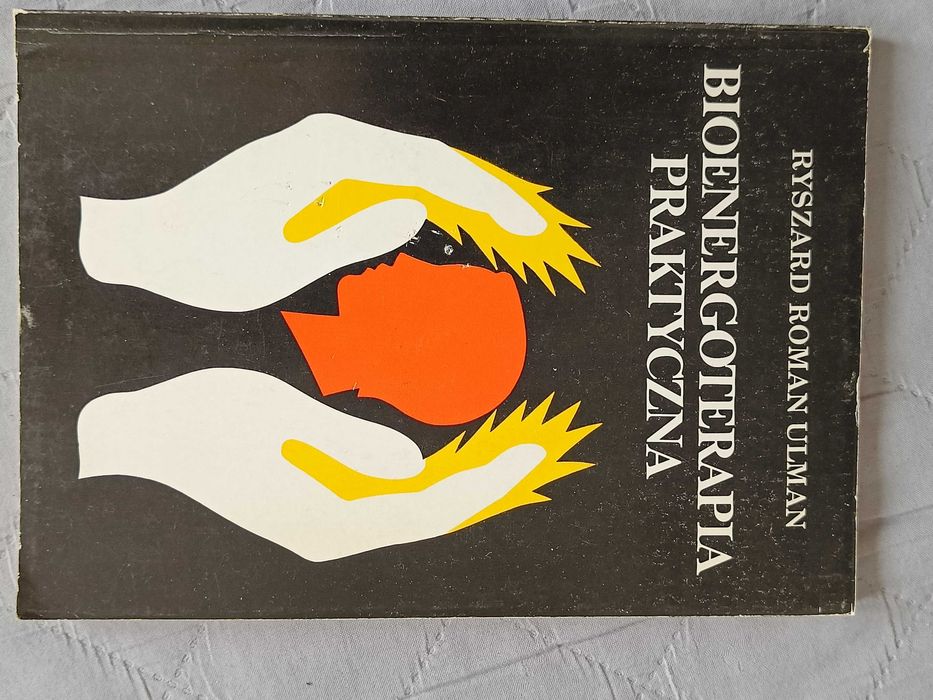 RYSZARD ROMAN ULMAN
BIOENERGOTERAPIA
PRAKTYCZNA